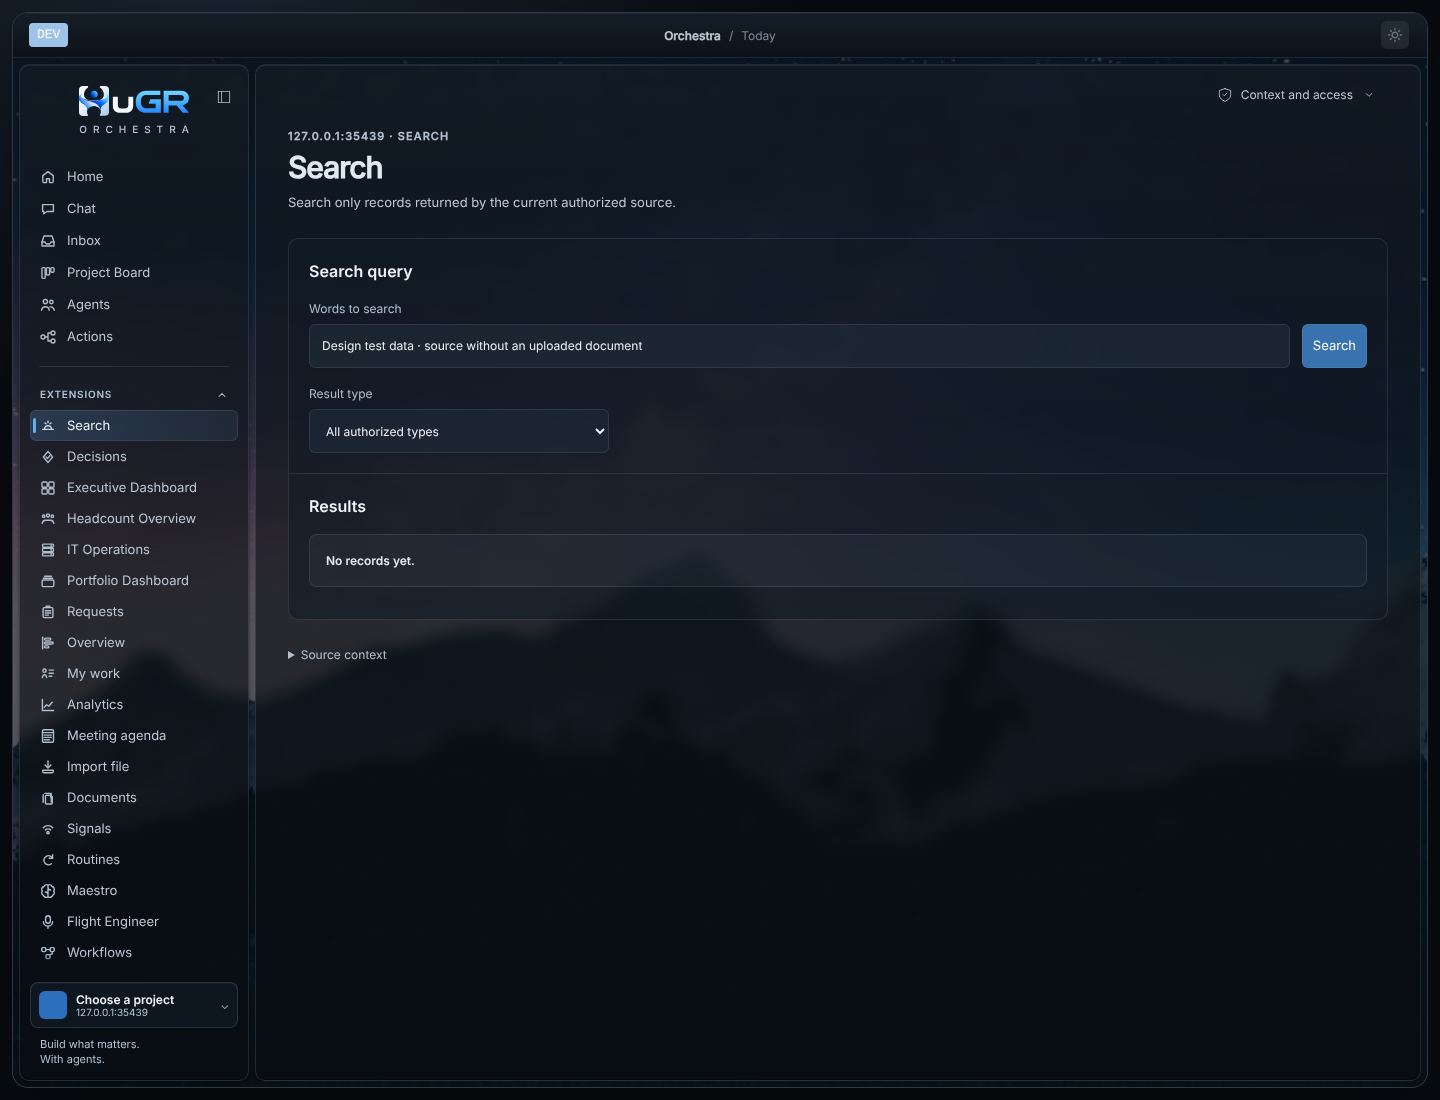 DEV
Orchestra / Today
HuGR
ORCHESTRA
Home
Chat
Inbox
Project Board
Agents
Actions
EXTENSIONS
Search
Decisions
Executive Dashboard
Headcount Overview
IT Operations
Portfolio Dashboard
Requests
Overview
My work
Analytics
Meeting agenda
Import file
Documents
Signals
Routines
Maestro
Flight Engineer
Workflows
Choose a project
127.0.0.1:35439
Build what matters.
With agents.
Context and access
127.0.0.1:35439 · SEARCH
Search
Search only records returned by the current authorized source.
Search query
Words to search
Design test data · source without an uploaded document
Search
Result type
All authorized types
Results
No records yet.
Source context